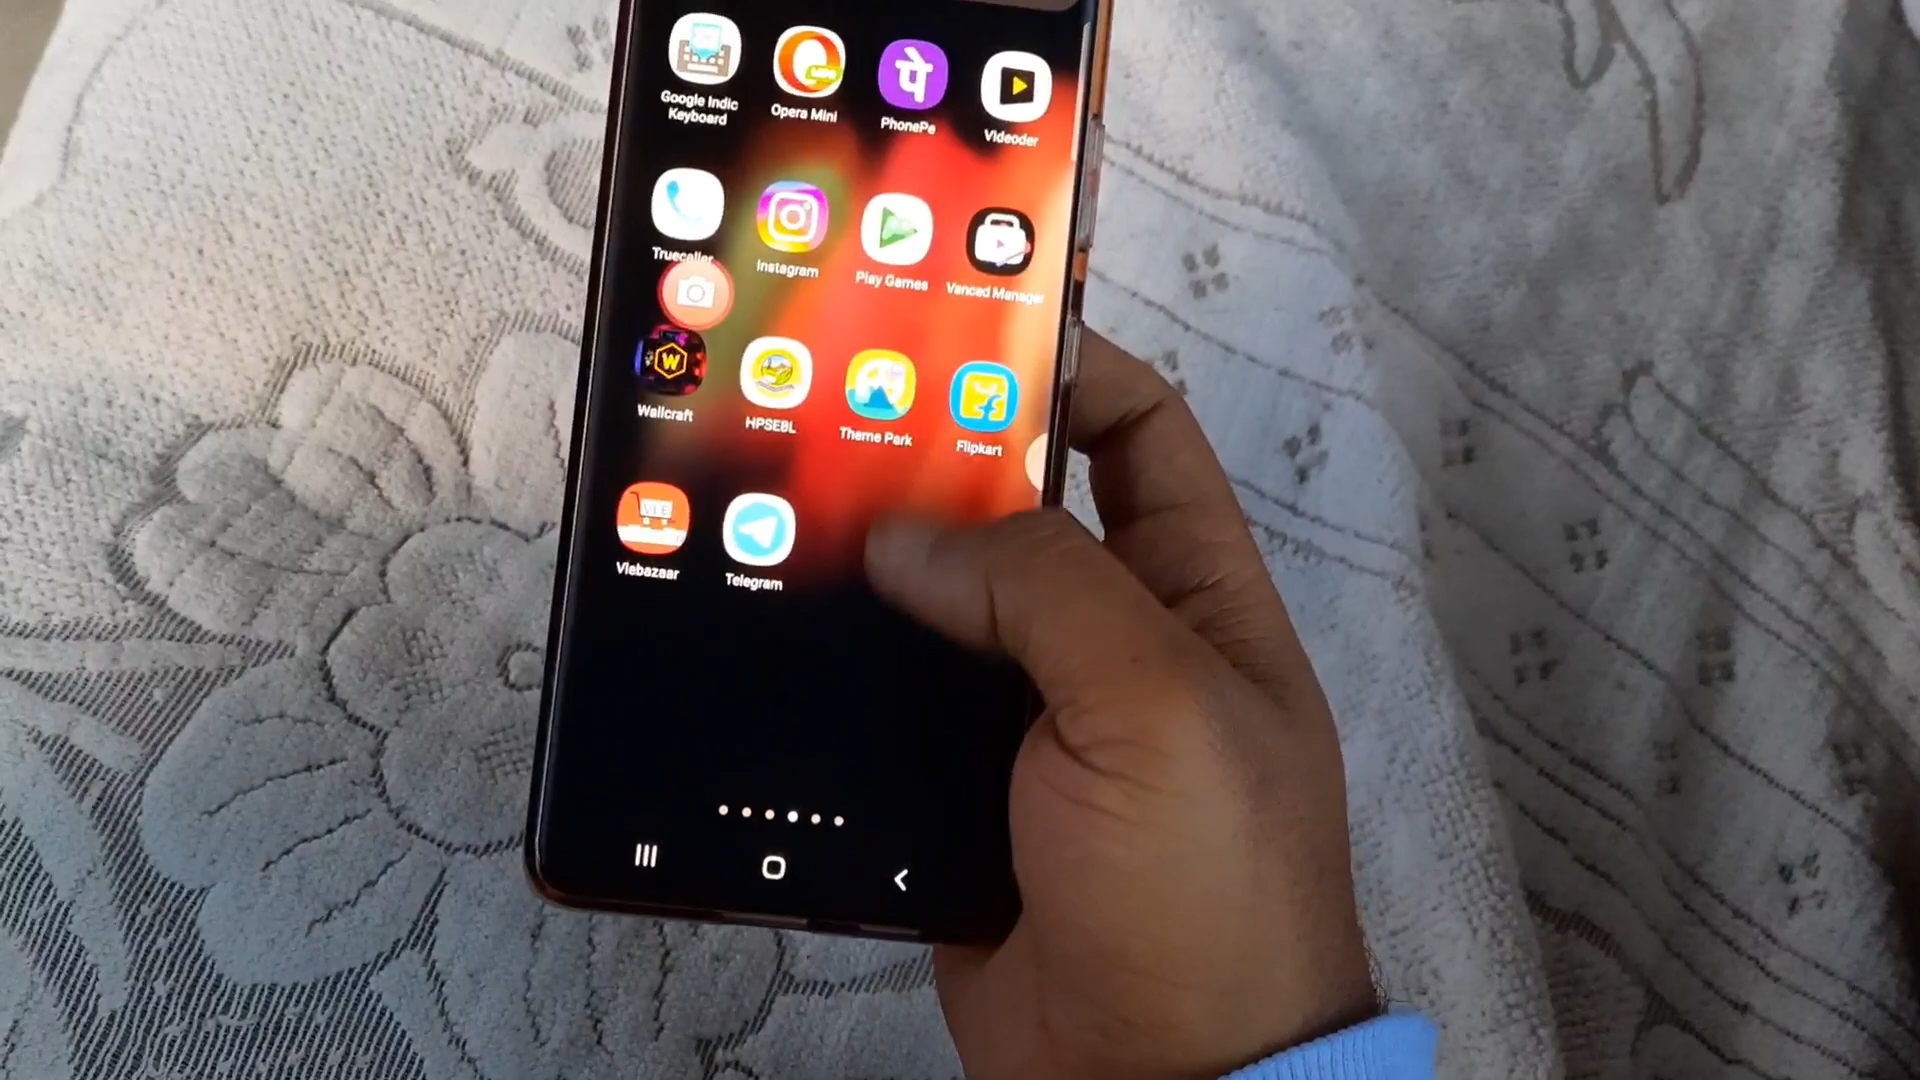 Google Indic
Keyboard
Opera Mini
पे
PhonePe
Videoder
Truecaller
Instagram
Play Games
Vanced Manager
W
Wallcraft
HPSEBL
Theme Park
f
Flipkart
VLE
Vlebazaar
Telegram